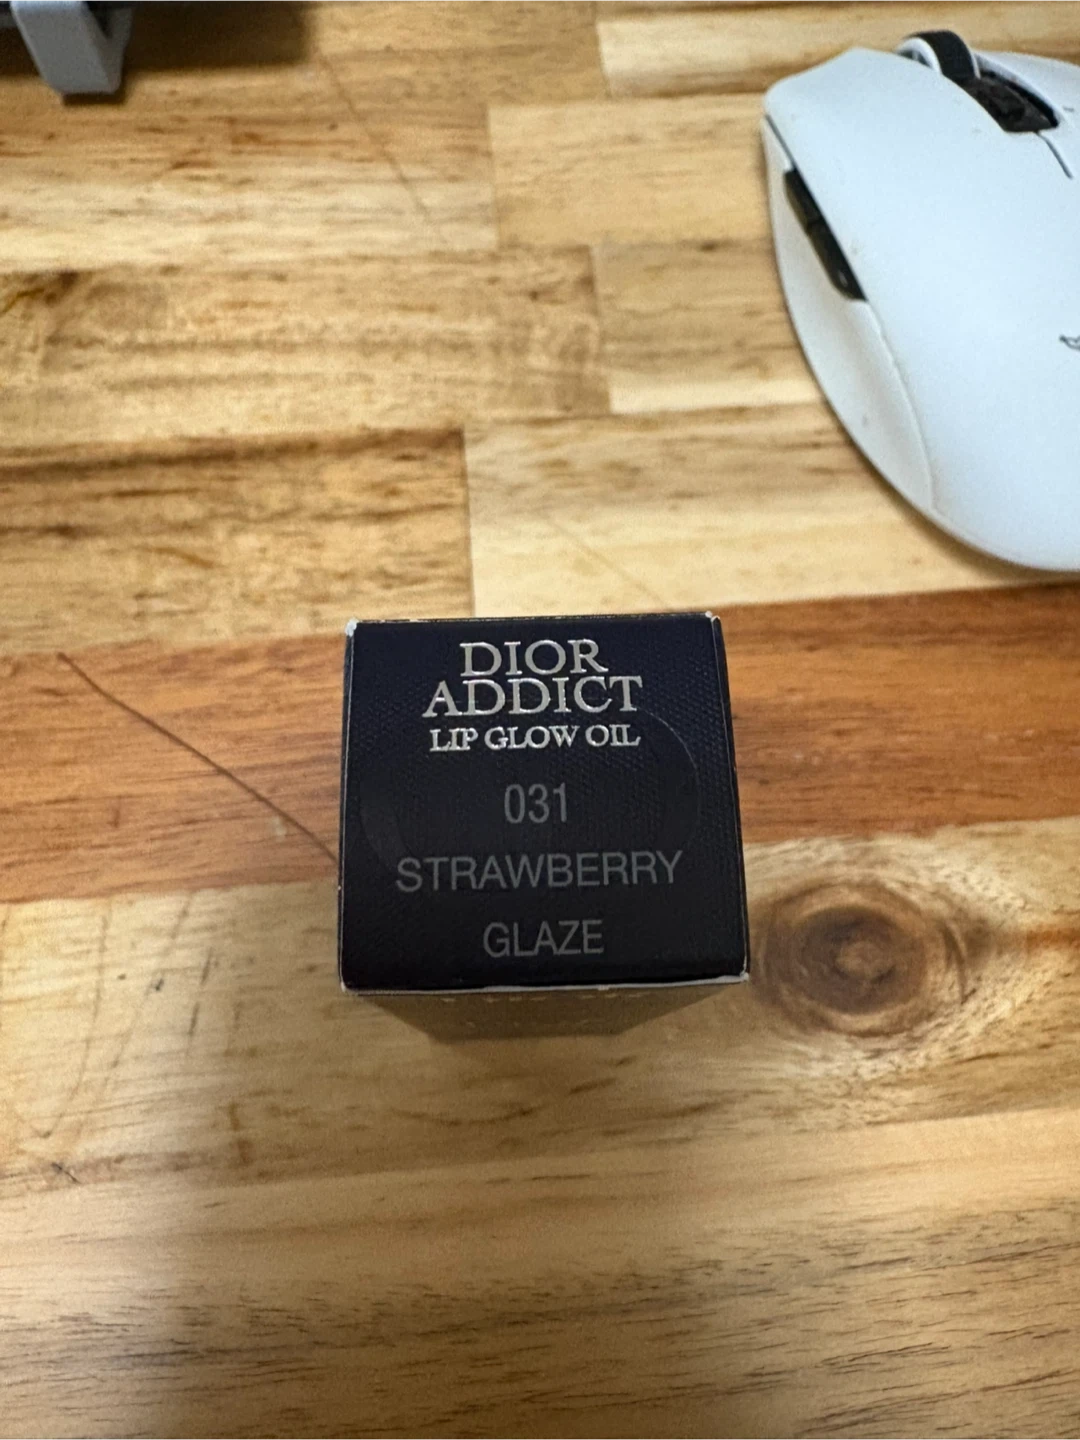 DIOR
ADDICT
LIP GLOW OIL
031
STRAWBERRY
GLAZE